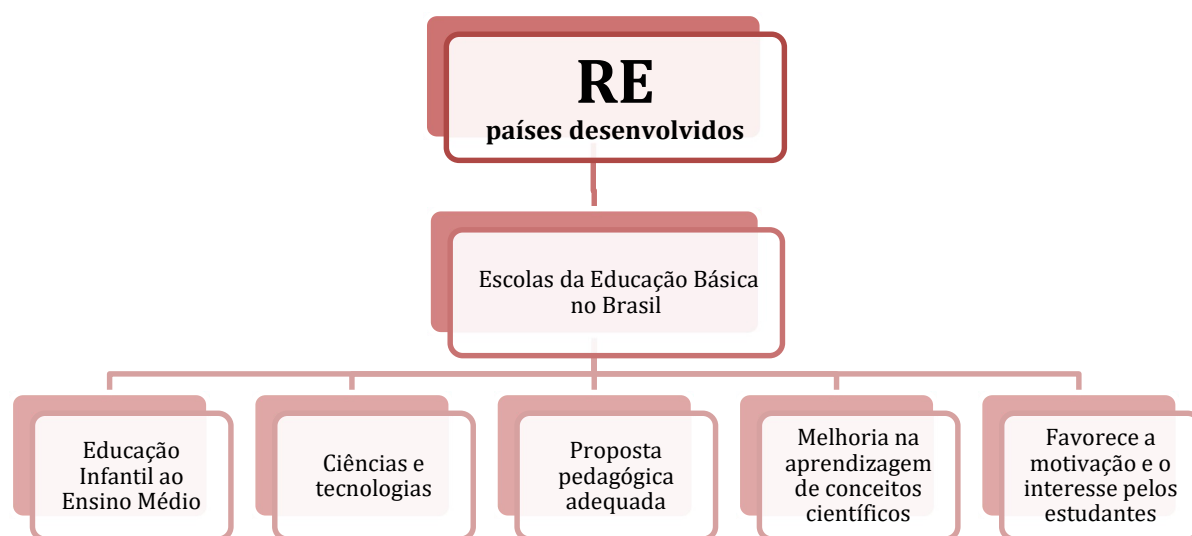 RE
países desenvolvidos
Escolas da Educação Básica
no Brasil
Educação
Infantil ao
Ensino Médio
Ciências e
tecnologias
Proposta
pedagógica
adequada
Melhoria na
aprendizagem
de conceitos
científicos
Favorece a
motivação e o
interesse pelos
estudantes